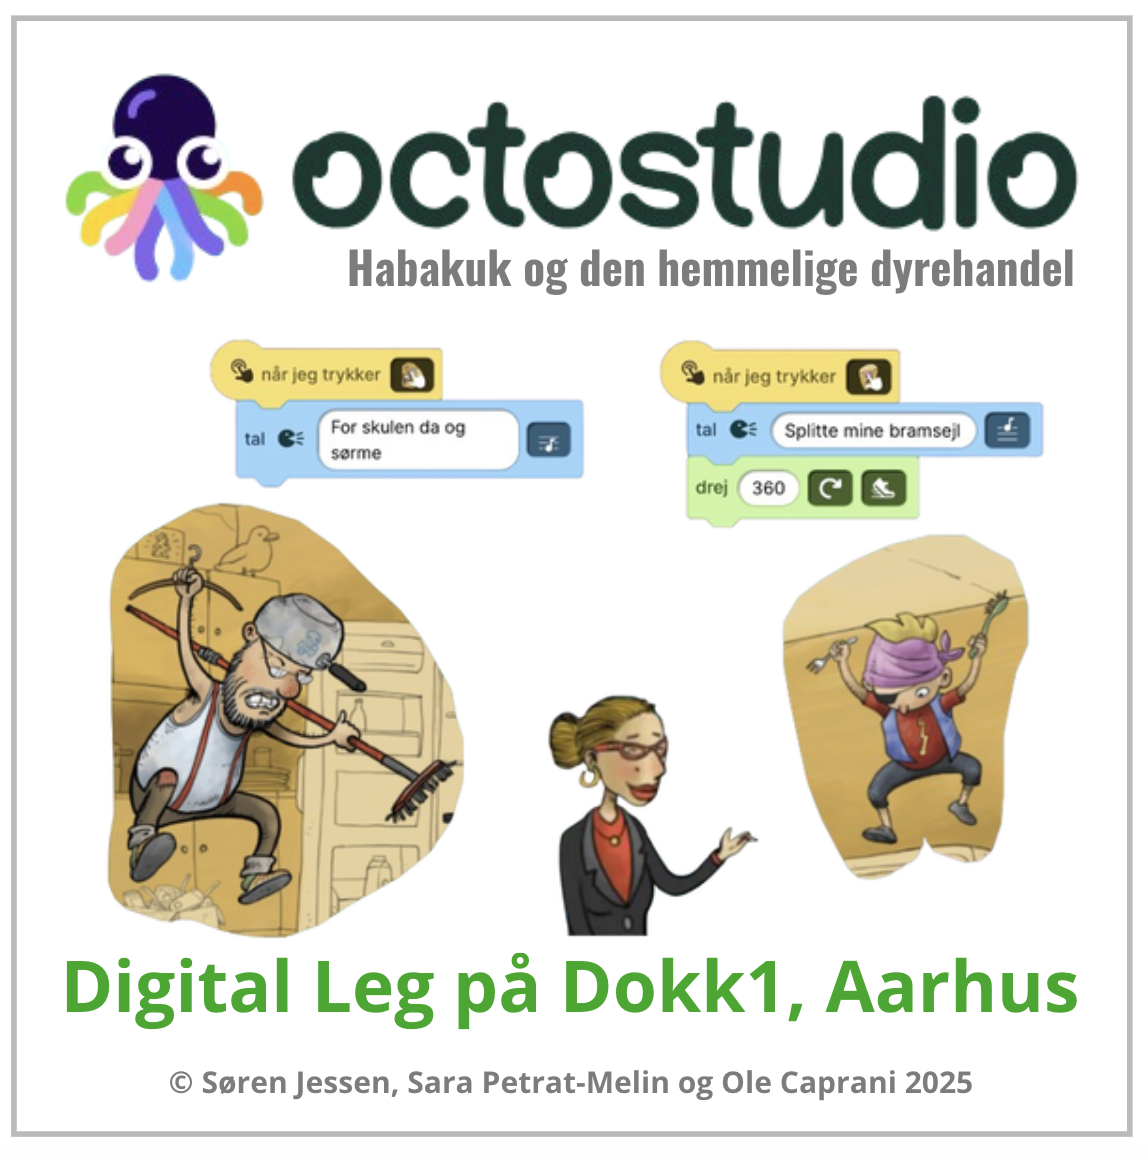 octostudio
Habakuk og den hemmelige dyrehandel
når jeg trykker
tal For skulen da og
sørme
når jeg trykker
tal Splitte mine bramsejl
drej 360
Digital Leg på Dokk1, Aarhus
© Søren Jessen, Sara Petrat-Melin og Ole Caprani 2025